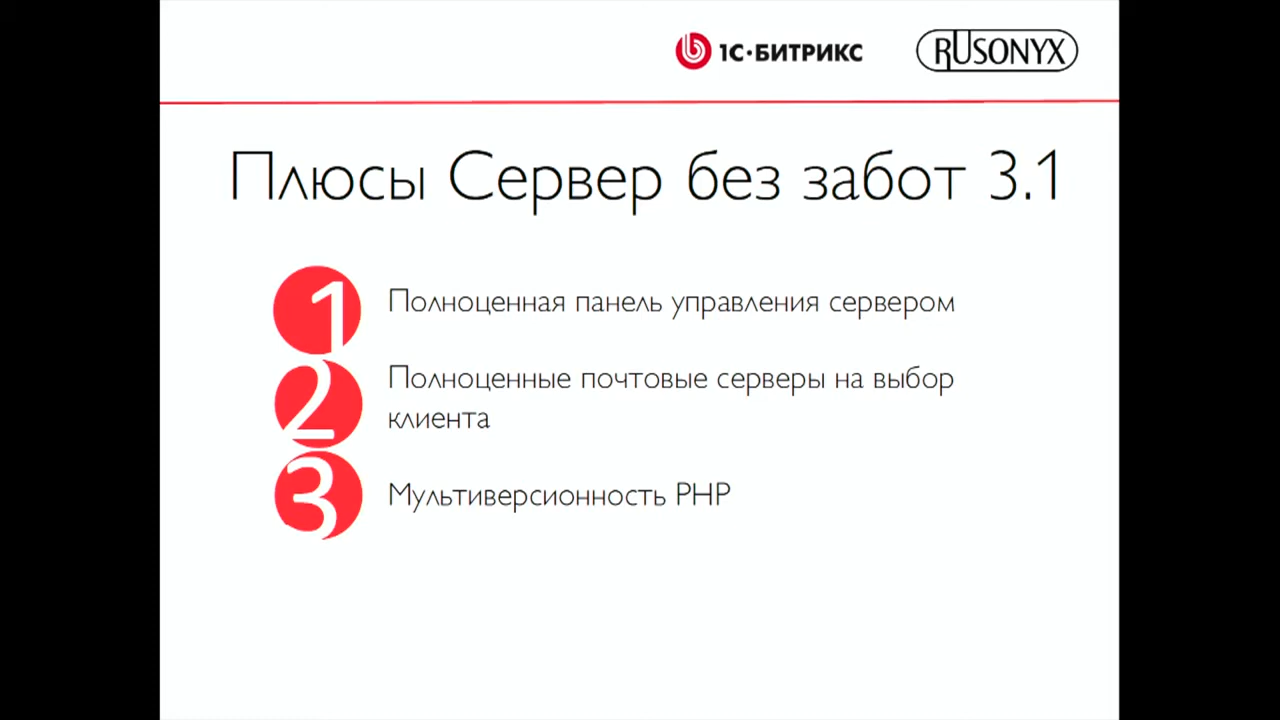 1С·БИТРИКС
RUSONYX
Плюсы Сервер без забот 3.1
1
Полноценная панель управления сервером
2
Полноценные почтовые серверы на выбор
клиента
3
Мультиверсионность PHP